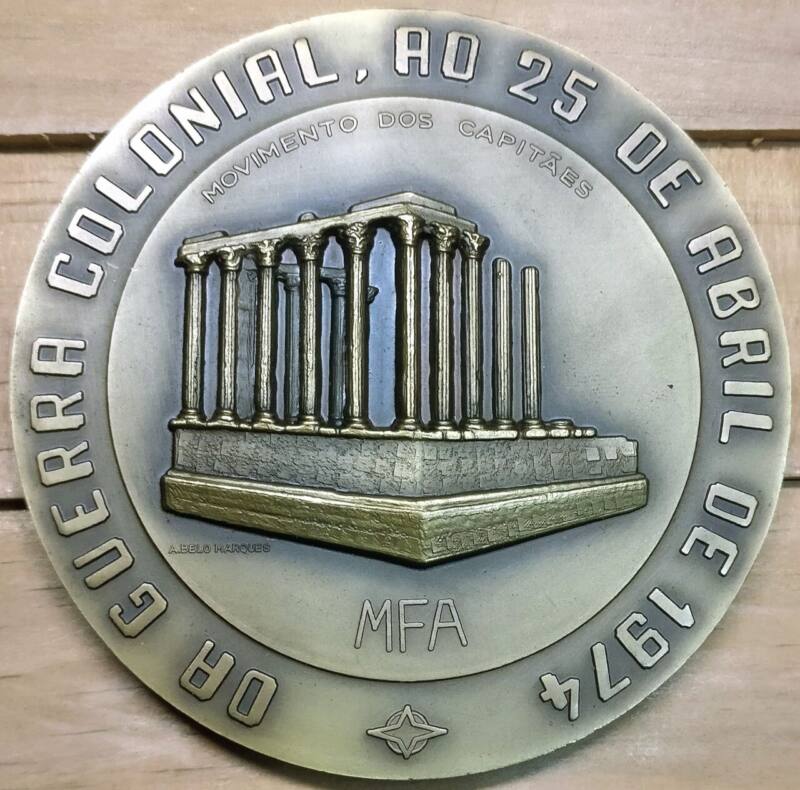 DA GUERRA COLONIAL, AO 25 DE ABRIL DE 1974
MOVIMENTO DOS CAPITÃES
A. BELO MARQUES
MFA